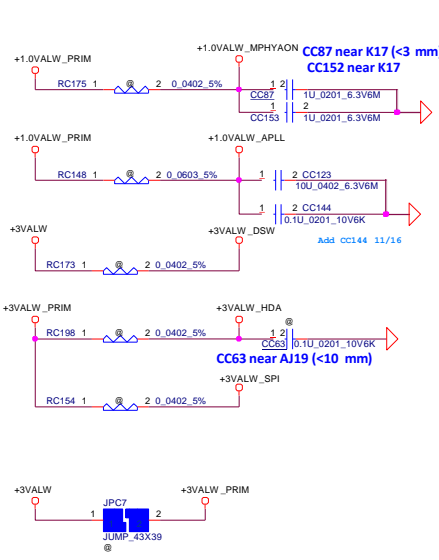 CC87 near K17 (<3 mm)
CC152 near K17
+1.0VALW_PRIM
+1.0VALW_MPHYAON
RC175 1 @ 2 0_0402_5%
1 2
CC87 1U_0201_6.3V6M
1 2
CC153 1U_0201_6.3V6M
+1.0VALW_PRIM
+1.0VALW_APLL
RC148 1 @ 2 0_0603_5%
1 2 CC123
10U_0402_6.3V6M
1 2 CC144
0.1U_0201_10V6K
Add CC144 11/16
+3VALW
+3VALW_DSW
RC173 1 @ 2 0_0402_5%
+3VALW_PRIM
+3VALW_HDA
@
RC198 1 @ 2 0_0402_5%
1 2
CC63 0.1U_0201_10V6K
CC63 near AJ19 (<10 mm)
+3VALW_SPI
RC154 1 @ 2 0_0402_5%
+3VALW
+3VALW_PRIM
JPC7
1 2
JUMP_43X39
@